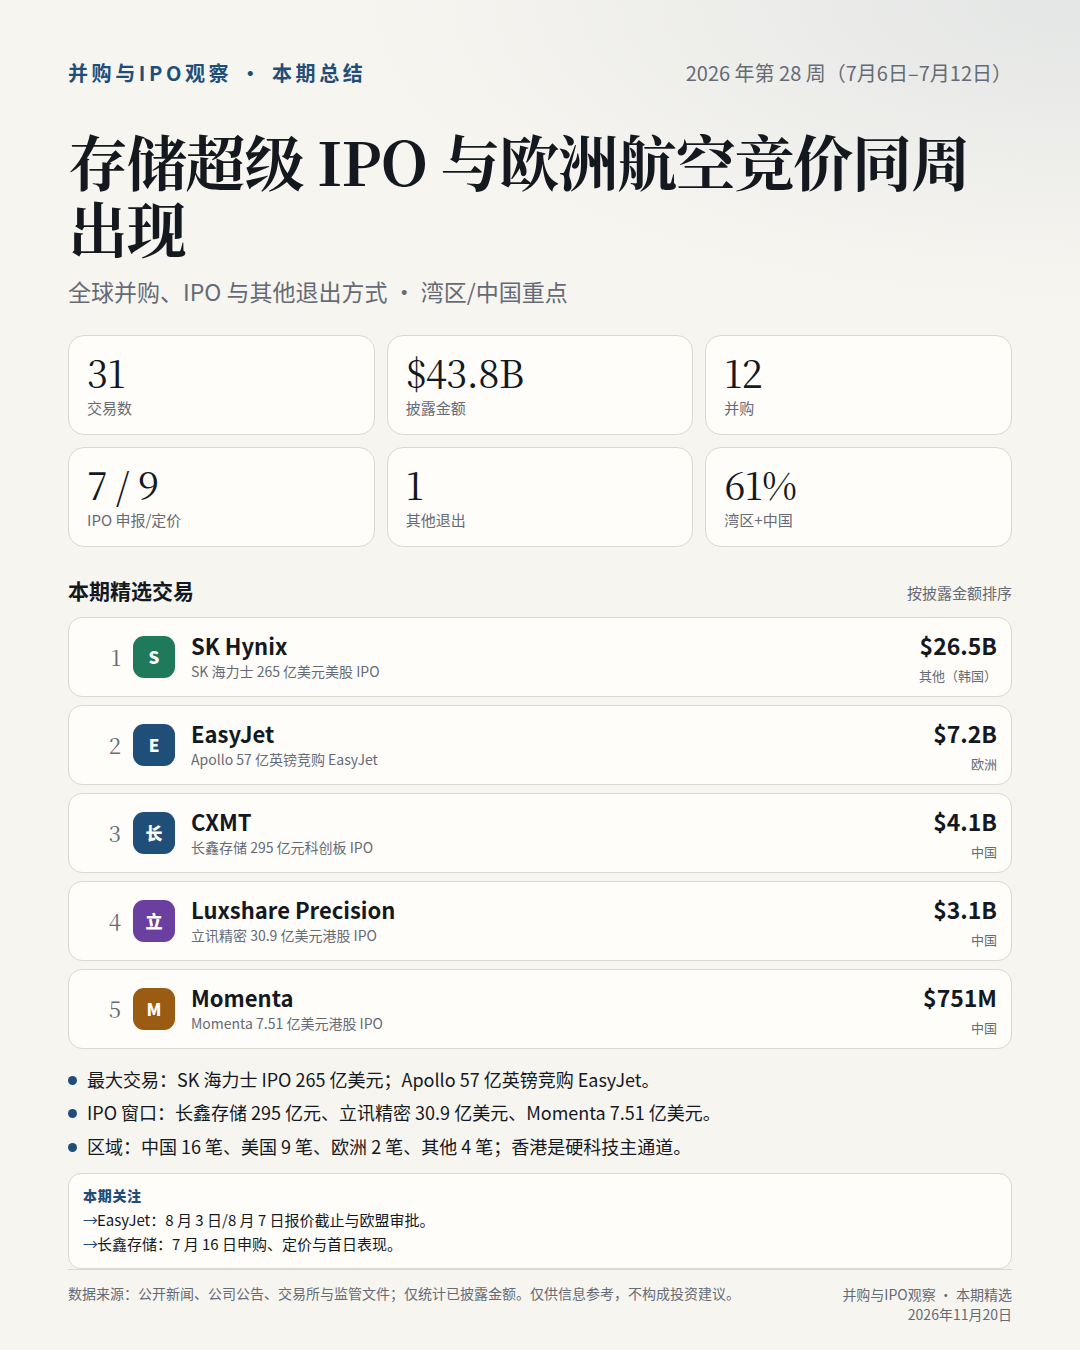 并购与IPO观察 • 本期总结
2026 年第 28 周（7月6日–7月12日）
存储超级 IPO 与欧洲航空竞价同周
出现
全球并购、IPO 与其他退出方式 • 湾区/中国重点
31
交易数
$43.8B
披露金额
12
并购
7 / 9
IPO 申报/定价
1
其他退出
61%
湾区+中国
本期精选交易
按披露金额排序
1
S
SK Hynix
SK 海力士 265 亿美元美股 IPO
$26.5B
其他（韩国）
2
E
EasyJet
Apollo 57 亿英镑竞购 EasyJet
$7.2B
欧洲
3
长
CXMT
长鑫存储 295 亿元科创板 IPO
$4.1B
中国
4
立
Luxshare Precision
立讯精密 30.9 亿美元港股 IPO
$3.1B
中国
5
M
Momenta
Momenta 7.51 亿美元港股 IPO
$751M
中国
最大交易：SK 海力士 IPO 265 亿美元；Apollo 57 亿英镑竞购 EasyJet。
IPO 窗口：长鑫存储 295 亿元、立讯精密 30.9 亿美元、Momenta 7.51 亿美元。
区域：中国 16 笔、美国 9 笔、欧洲 2 笔、其他 4 笔；香港是硬科技主通道。
本期关注
→EasyJet：8 月 3 日/8 月 7 日报价截止与欧盟审批。
→长鑫存储：7 月 16 日申购、定价与首日表现。
数据来源：公开新闻、公司公告、交易所与监管文件；仅统计已披露金额。仅供信息参考，不构成投资建议。
并购与IPO观察 • 本期精选
2026年11月20日